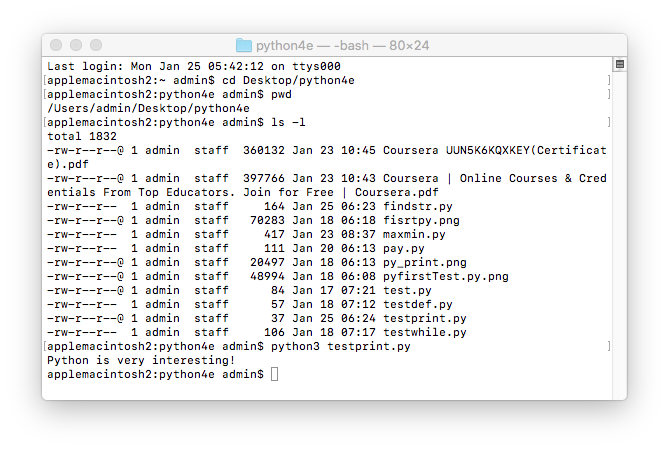 python4e — -bash — 80×24
Last login: Mon Jan 25 05:42:12 on ttys000
[applemacintosh2:~ admin$ cd Desktop/python4e ]
[applemacintosh2:python4e admin$ pwd ]
/Users/admin/Desktop/python4e
[applemacintosh2:python4e admin$ ls -l ]
total 1832
-rw-r--r--@ 1 admin  staff  360132 Jan 23 10:45 Coursera UUN5K6KQXKEY(Certificat
e).pdf
-rw-r--r--@ 1 admin  staff  397766 Jan 23 10:43 Coursera | Online Courses & Cred
entials From Top Educators. Join for Free | Coursera.pdf
-rw-r--r--  1 admin  staff     164 Jan 25 06:23 findstr.py
-rw-r--r--@ 1 admin  staff   70283 Jan 18 06:18 fisrtpy.png
-rw-r--r--  1 admin  staff     417 Jan 23 08:37 maxmin.py
-rw-r--r--  1 admin  staff     111 Jan 20 06:13 pay.py
-rw-r--r--@ 1 admin  staff   20497 Jan 18 06:13 py_print.png
-rw-r--r--@ 1 admin  staff   48994 Jan 18 06:08 pyfirstTest.py.png
-rw-r--r--@ 1 admin  staff      84 Jan 17 07:21 test.py
-rw-r--r--  1 admin  staff      57 Jan 18 07:12 testdef.py
-rw-r--r--@ 1 admin  staff      37 Jan 25 06:24 testprint.py
-rw-r--r--  1 admin  staff     106 Jan 18 07:17 testwhile.py
[applemacintosh2:python4e admin$ python3 testprint.py ]
Python is very interesting!
applemacintosh2:python4e admin$